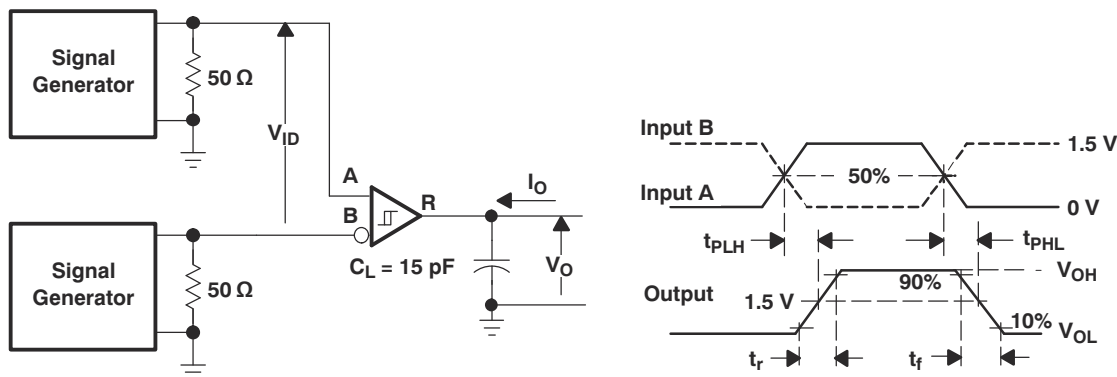 Signal
Generator
50 Ω
V_ID
A
B
R
I_O
C_L = 15 pF
V_O
Signal
Generator
50 Ω
Input B
1.5 V
50%
Input A
0 V
t_PLH
t_PHL
V_OH
90%
Output
1.5 V
10%
V_OL
t_r
t_f